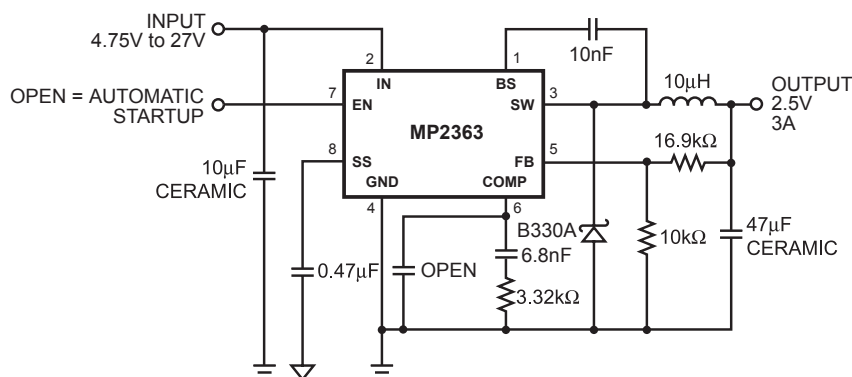 INPUT
4.75V to 27V
10nF
2
1
IN
BS
10μH
OUTPUT
2.5V
3A
OPEN = AUTOMATIC
STARTUP
7
EN
SW
3
MP2363
16.9kΩ
8
SS
FB
5
10μF
CERAMIC
GND
COMP
4
6
B330A
10kΩ
47μF
CERAMIC
0.47μF
OPEN
6.8nF
3.32kΩ